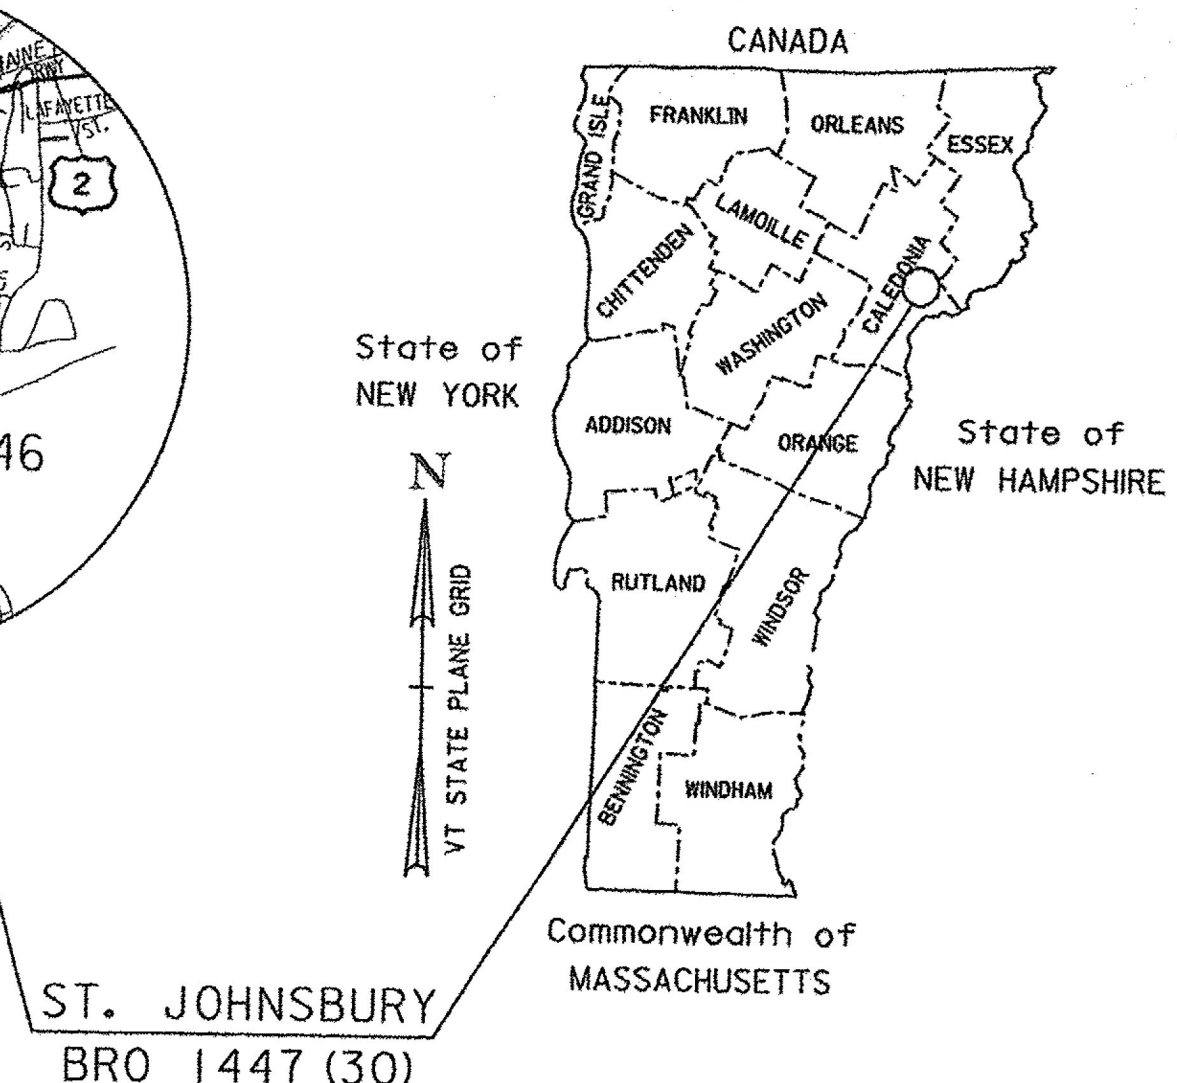 CANADA
FRANKLIN
ORLEANS
ESSEX
GRAND ISLE
LAMOILLE
CHITTENDEN
CALEDONIA
WASHINGTON
State of
NEW YORK
ADDISON
ORANGE
State of
NEW HAMPSHIRE
N
VT STATE PLANE GRID
RUTLAND
WINDSOR
BENNINGTON
WINDHAM
Commonwealth of
MASSACHUSETTS
LAFAYETTE
ST.
2
46
ST. JOHNSBURY
BRO 1447 (30)